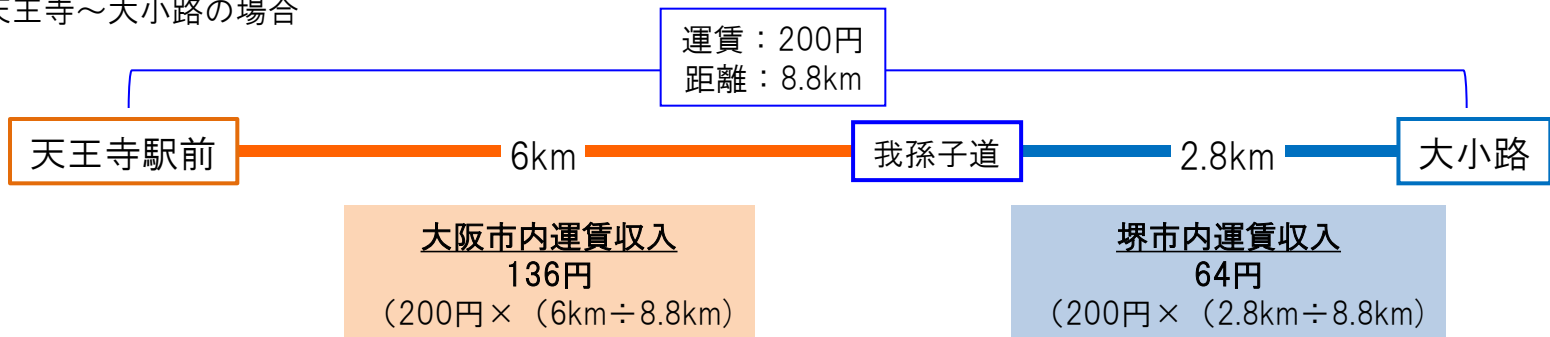 天王寺～大小路の場合
運賃：200円
距離：8.8km
天王寺駅前
6km
我孫子道
2.8km
大小路
大阪市内運賃収入
136円
（200円×（6km÷8.8km）
堺市内運賃収入
64円
（200円×（2.8km÷8.8km）